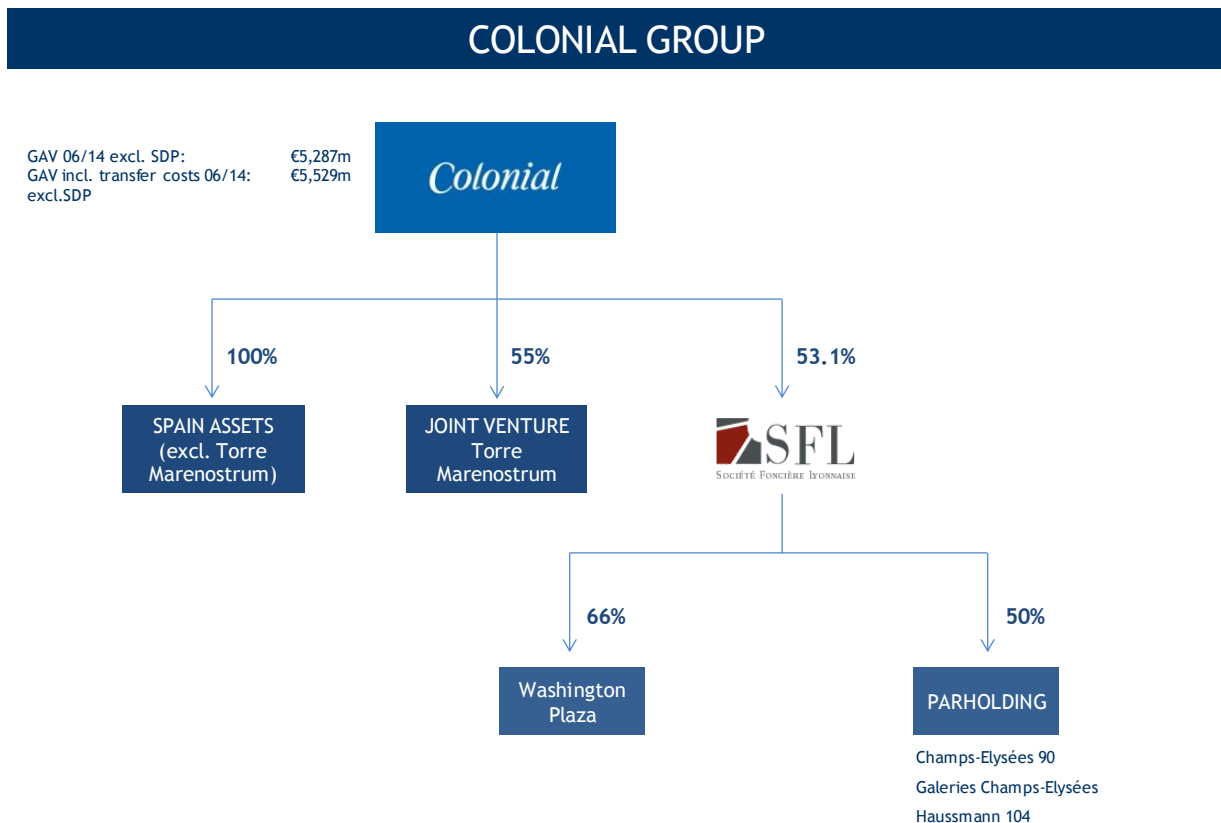 COLONIAL GROUP
GAV 06/14 excl. SDP: €5,287m
GAV incl. transfer costs 06/14: €5,529m
excl.SDP
Colonial
100%
55%
53.1%
SPAIN ASSETS
(excl. Torre
Marenostrum)
JOINT VENTURE
Torre
Marenostrum
SFL
SOCIÉTÉ FONCIÈRE LYONNAISE
66%
50%
Washington
Plaza
PARHOLDING
Champs-Elysées 90
Galeries Champs-Elysées
Haussmann 104